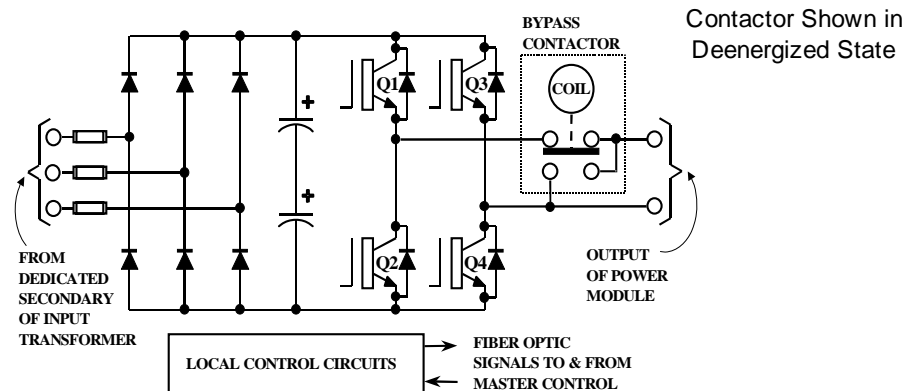 Contactor Shown in
Deenergized State
BYPASS
CONTACTOR
COIL
Q1
Q3
+
+
Q2
Q4
FROM
DEDICATED
SECONDARY
OF INPUT
TRANSFORMER
OUTPUT
OF POWER
MODULE
LOCAL CONTROL CIRCUITS
FIBER OPTIC
SIGNALS TO & FROM
MASTER CONTROL